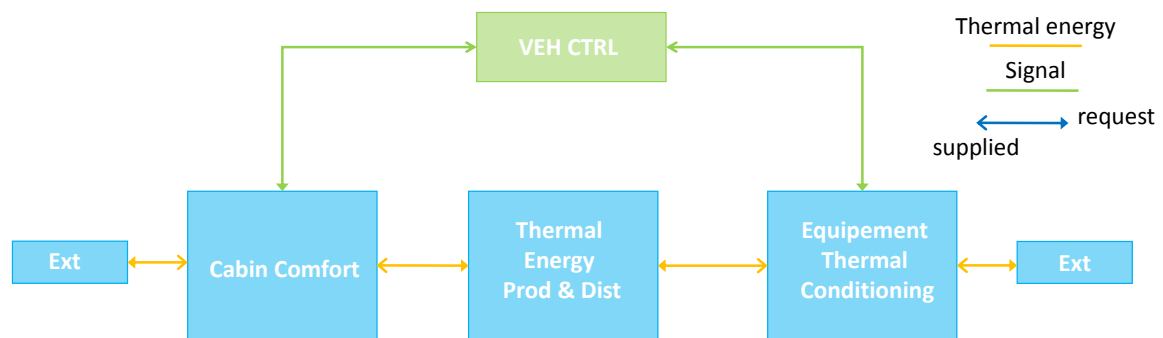 VEH CTRL
Thermal energy
Signal
request
supplied
Ext
Cabin Comfort
Thermal
Energy
Prod & Dist
Equipement
Thermal
Conditioning
Ext